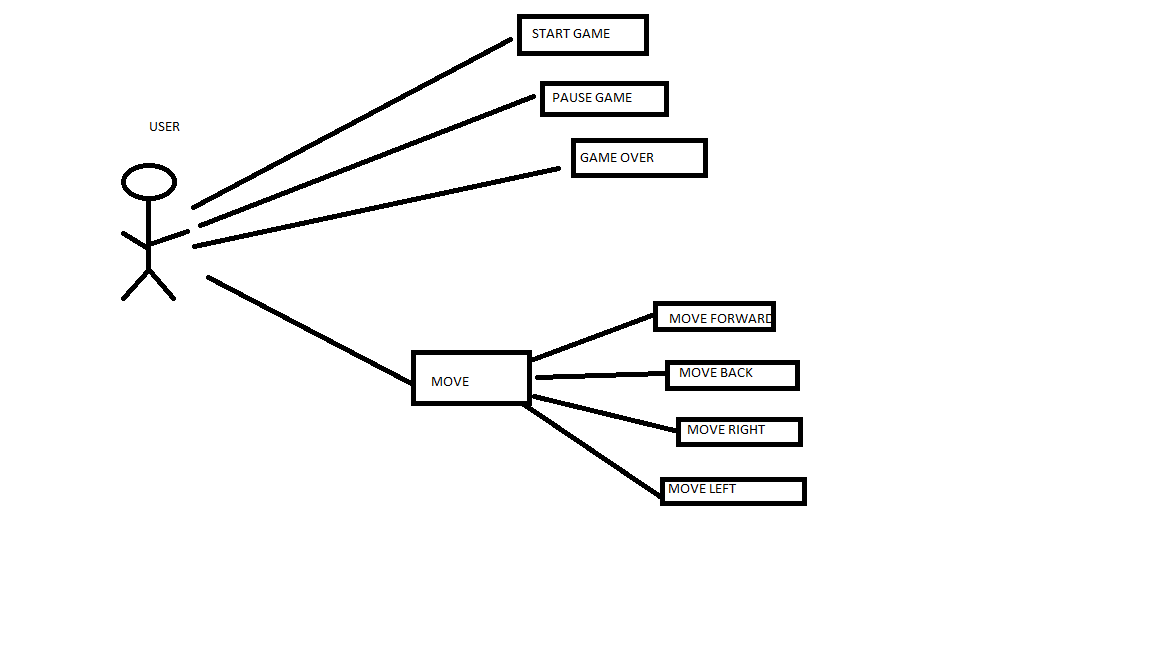 START GAME
PAUSE GAME
USER
GAME OVER
MOVE FORWARD
MOVE BACK
MOVE
MOVE RIGHT
MOVE LEFT